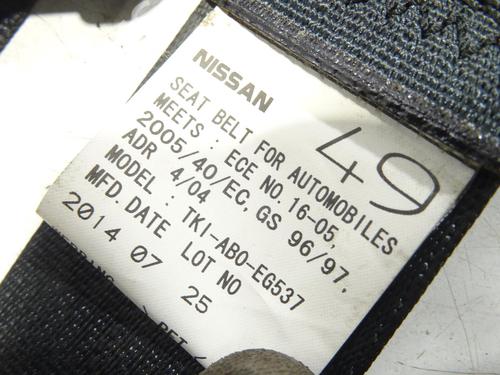 NISSAN
49
SEAT BELT FOR AUTOMOBILES
MEETS : ECE NO. 16-05,
2005/40/EC, GS 96/97,
ADR 4/04
MODEL : TKI-AB0-EG537
MFD. DATE LOT NO
2014 07 25
>PET<